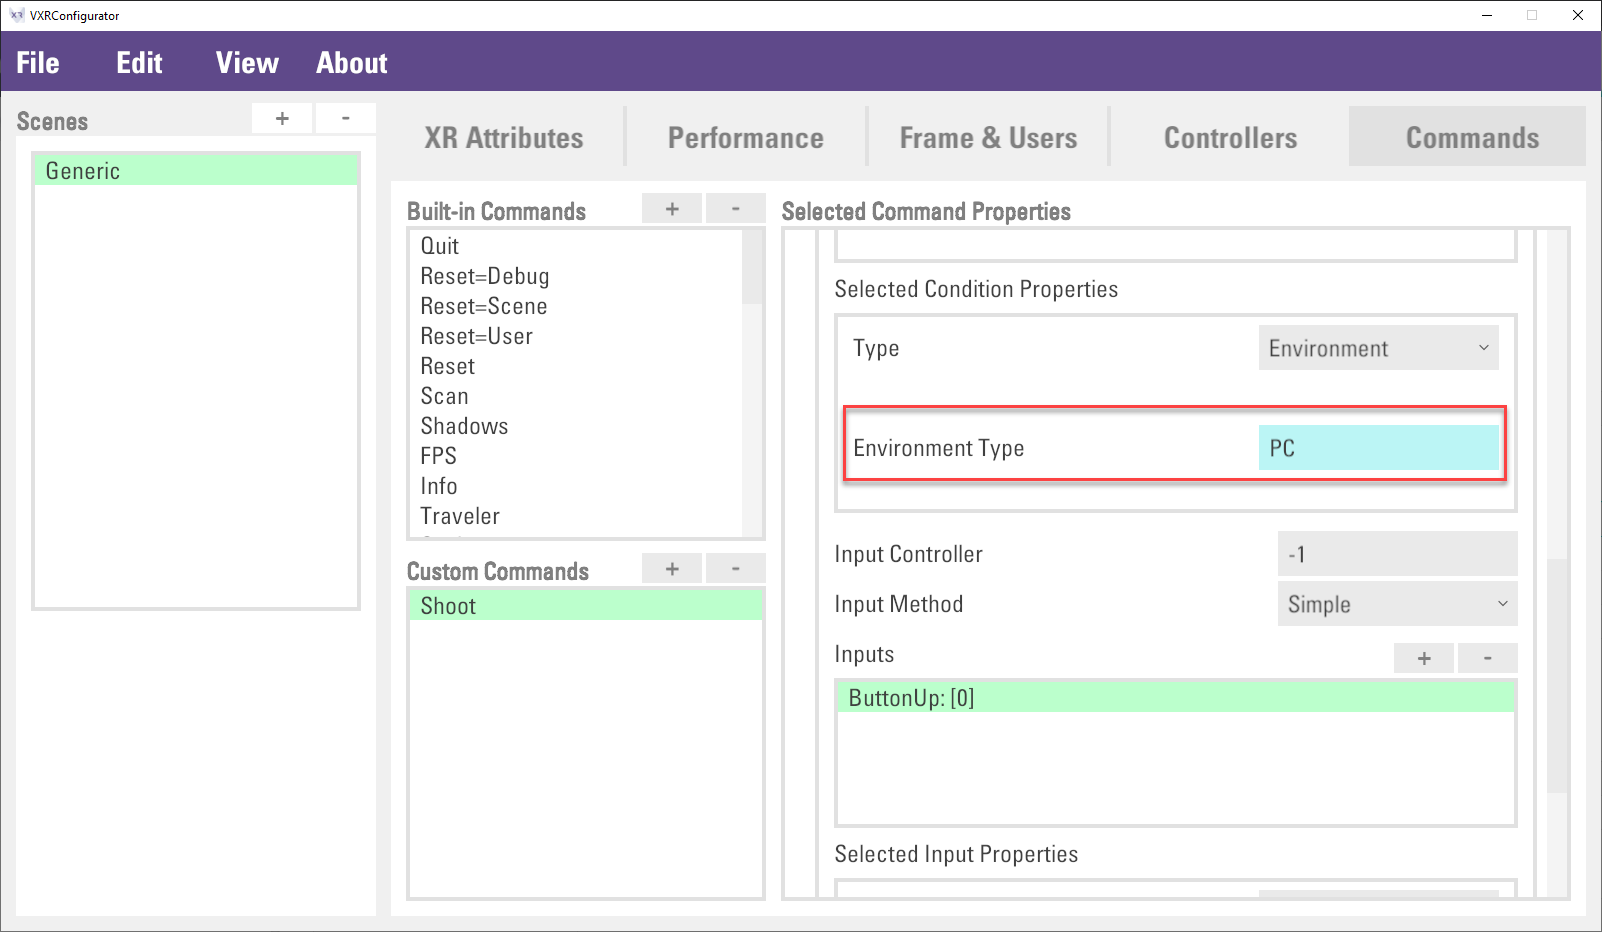 VXRConfigurator
File Edit View About
Scenes + -
Generic
XR Attributes Performance Frame & Users Controllers Commands
Built-in Commands + -
Quit
Reset=Debug
Reset=Scene
Reset=User
Reset
Scan
Shadows
FPS
Info
Traveler
Custom Commands + -
Shoot
Selected Command Properties
Selected Condition Properties
Type Environment
Environment Type PC
Input Controller -1
Input Method Simple
Inputs + -
ButtonUp: [0]
Selected Input Properties